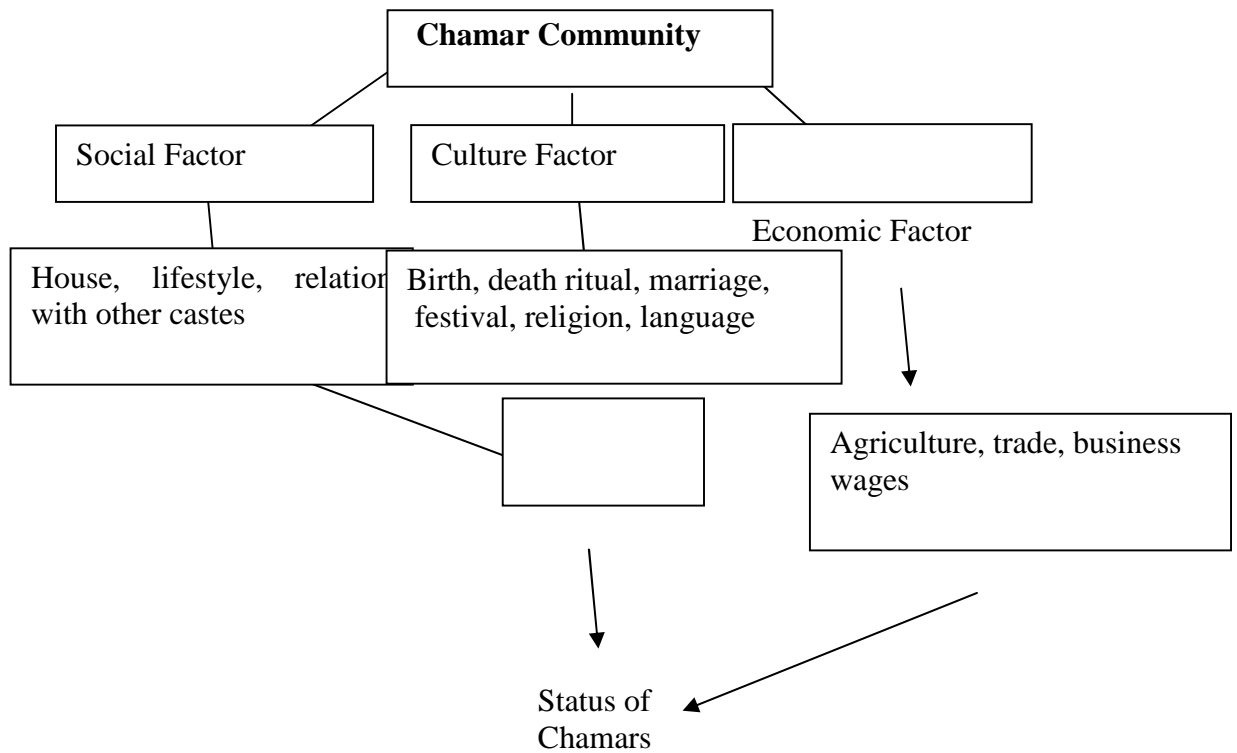 Chamar Community
Social Factor
Culture Factor
Economic Factor
House, lifestyle, relation
with other castes
Birth, death ritual, marriage,
festival, religion, language
Agriculture, trade, business
wages
Status of
Chamars